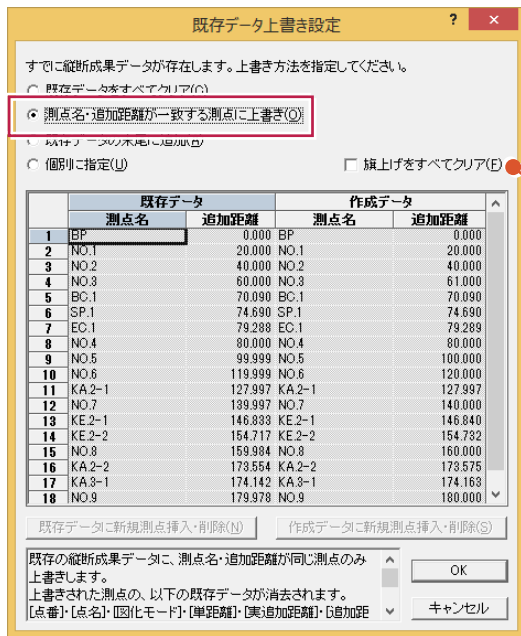 既存データ上書き設定 ? ×
すでに縦断成果データが存在します。上書き方法を指定してください。
既存データをすべてクリア(C)
測点名・追加距離が一致する測点に上書き(O)
既存データの末尾に追加(A)
個別に指定(U) 旗上げをすべてクリア(F)
既存データ 作成データ
測点名 追加距離 測点名 追加距離
1 BP 0.000 BP 0.000
2 NO.1 20.000 NO.1 20.000
3 NO.2 40.000 NO.2 40.000
4 NO.3 60.000 NO.3 61.000
5 BC.1 70.090 BC.1 70.090
6 SP.1 74.690 SP.1 74.690
7 EC.1 79.288 EC.1 79.289
8 NO.4 80.000 NO.4 80.000
9 NO.5 99.999 NO.5 100.000
10 NO.6 119.999 NO.6 120.000
11 KA.2-1 127.997 KA.2-1 127.997
12 NO.7 139.997 NO.7 140.000
13 KE.2-1 146.833 KE.2-1 146.840
14 KE.2-2 154.717 KE.2-2 154.732
15 NO.8 159.984 NO.8 160.000
16 KA.2-2 173.554 KA.2-2 173.575
17 KA.3-1 174.142 KA.3-1 174.163
18 NO.9 179.978 NO.9 180.000
既存データに新規測点挿入・削除(N) 作成データに新規測点挿入・削除(S)
既存の縦断成果データに、測点名・追加距離が同じ測点のみ
上書きします。
上書きされた測点の、以下の既存データが消去されます。
[点番]・[点名]・[図化モード]・[単距離]・[実追加距離]・[追加距
OK
キャンセル